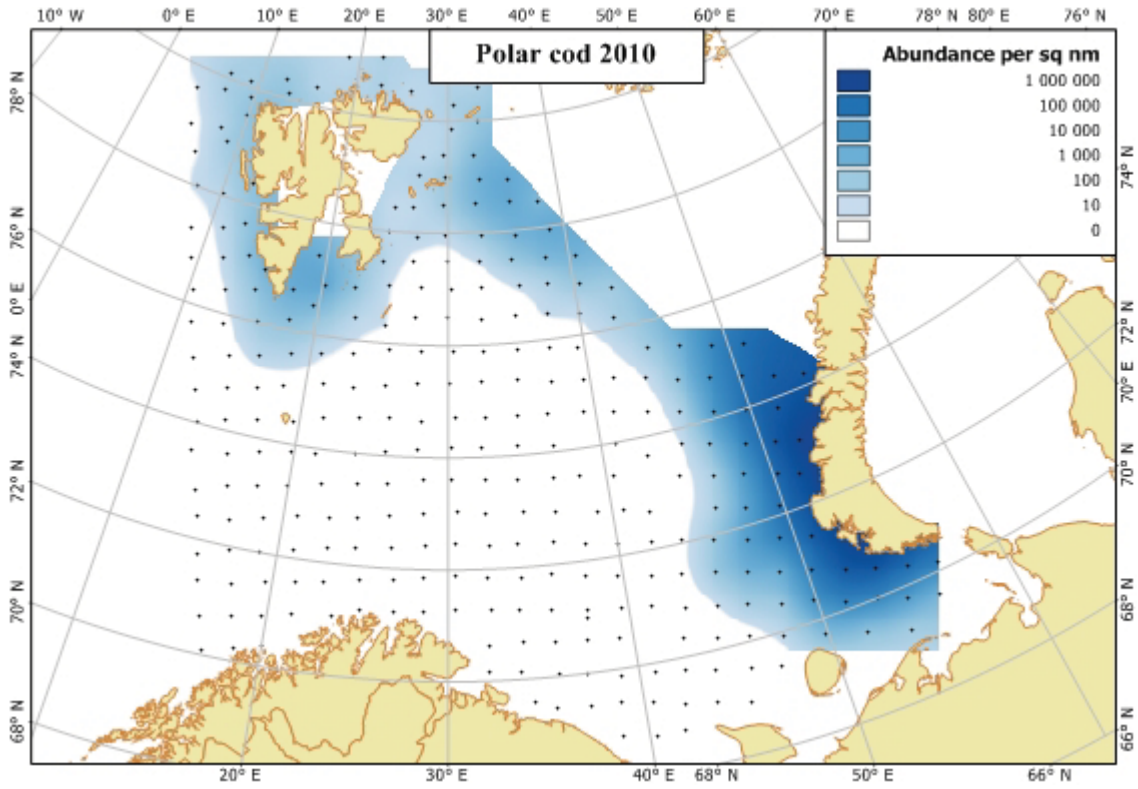 10° W 0° E 10° E 20° E 30° E 40° E 50° E 60° E 70° E 78° N 80° E 76° N
Polar cod 2010
Abundance per sq nm
1 000 000
100 000
10 000
1 000
100
10
0
78° N
76° N
0° E
74° N
72° N
70° N
68° N
74° N
72° N
70° E
70° N
68° N
66° N
20° E 30° E 40° E 68° N 50° E 66° N